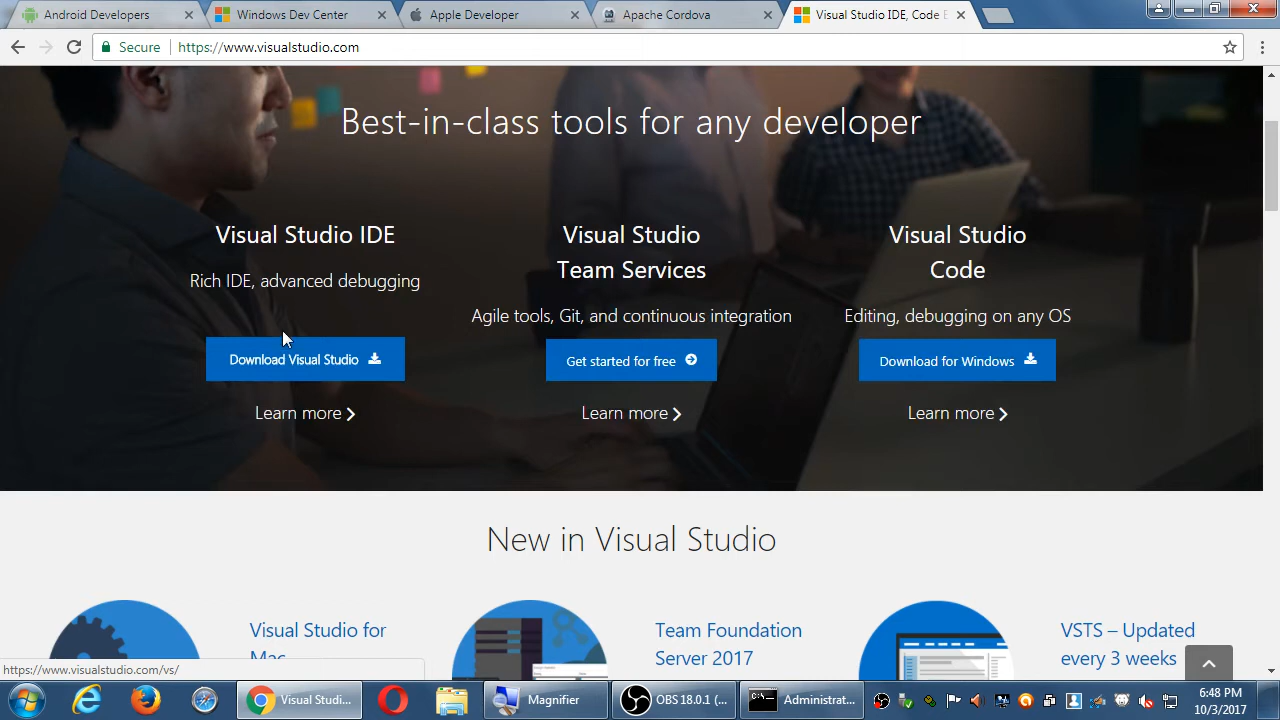 Android Developers
Windows Dev Center
Apple Developer
Apache Cordova
Visual Studio IDE, Code E
Secure
https://www.visualstudio.com
Best-in-class tools for any developer
Visual Studio IDE
Rich IDE, advanced debugging
Download Visual Studio
Learn more
Visual Studio
Team Services
Agile tools, Git, and continuous integration
Get started for free
Learn more
Visual Studio
Code
Editing, debugging on any OS
Download for Windows
Learn more
New in Visual Studio
Visual Studio for
Mac
Team Foundation
Server 2017
VSTS – Updated
every 3 weeks
https://www.visualstudio.com/vs/
Visual Studi...
Magnifier
OBS 18.0.1 (...
Administrat...
6:48 PM
10/3/2017